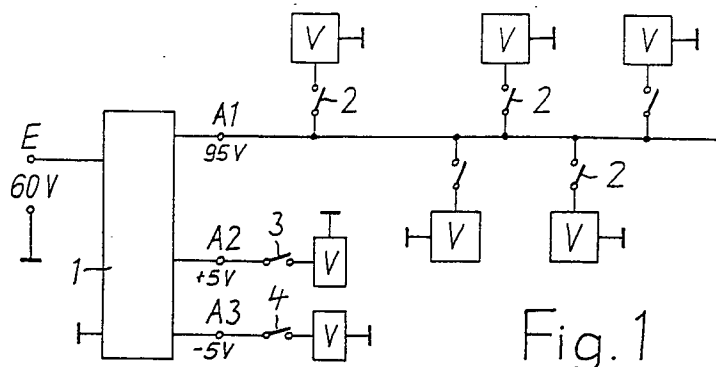 V V V
2 2
E A1
60V 95V
2
V V
A2 3
1 +5V V
A3 4
-5V V
Fig. 1